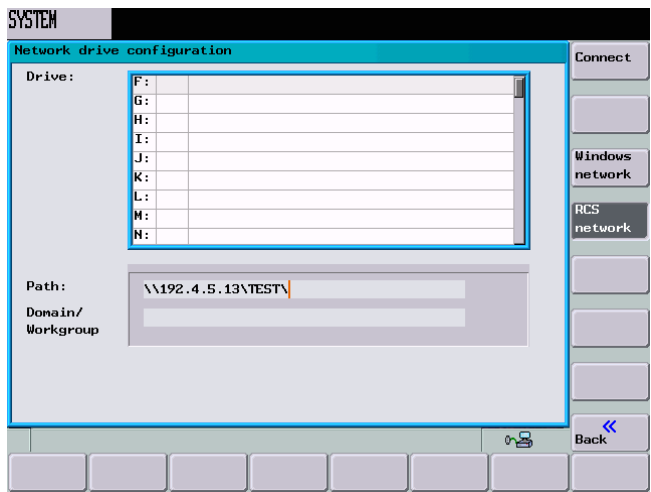 SYSTEM
Network drive configuration
Connect
Drive:
F:
G:
H:
I:
J:
K:
L:
M:
N:
Windows
network
RCS
network
Path:
\\192.4.5.13\TEST\
Domain/
Workgroup
Back